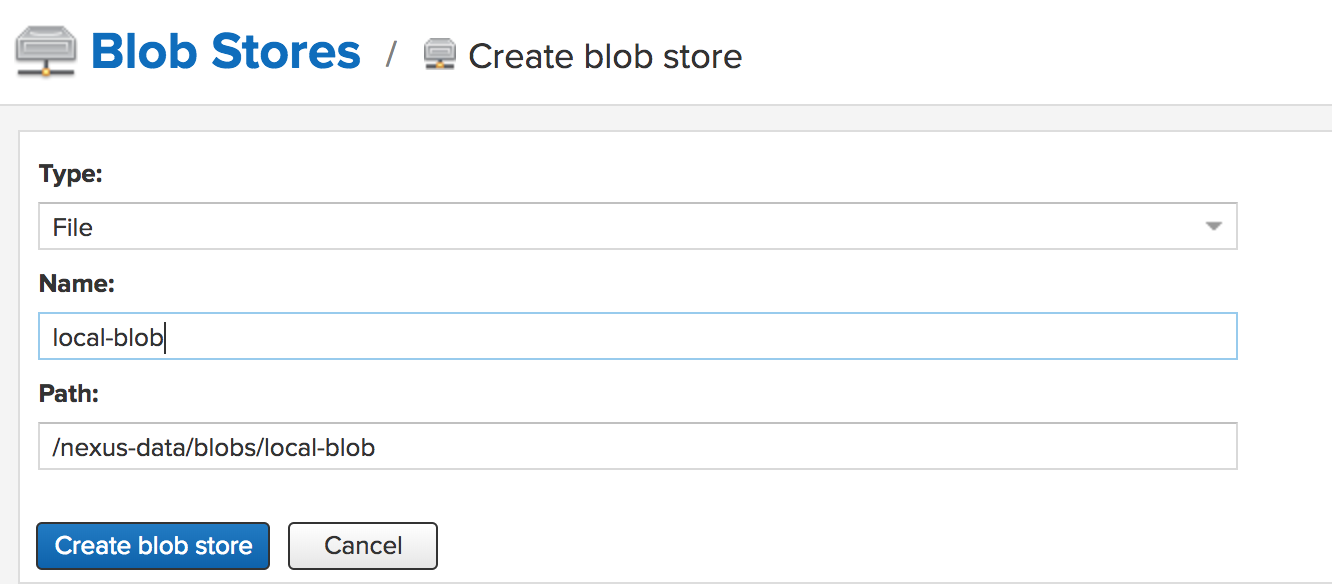 Blob Stores / Create blob store
Type:
File
Name:
local-blob
Path:
/nexus-data/blobs/local-blob
Create blob store Cancel